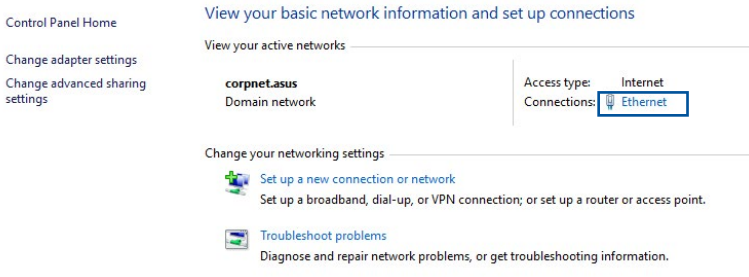 View your basic network information and set up connections
Control Panel Home
Change adapter settings
Change advanced sharing
settings
View your active networks
corpnet.asus
Domain network
Access type: Internet
Connections: Ethernet
Change your networking settings
Set up a new connection or network
Set up a broadband, dial-up, or VPN connection; or set up a router or access point.
Troubleshoot problems
Diagnose and repair network problems, or get troubleshooting information.